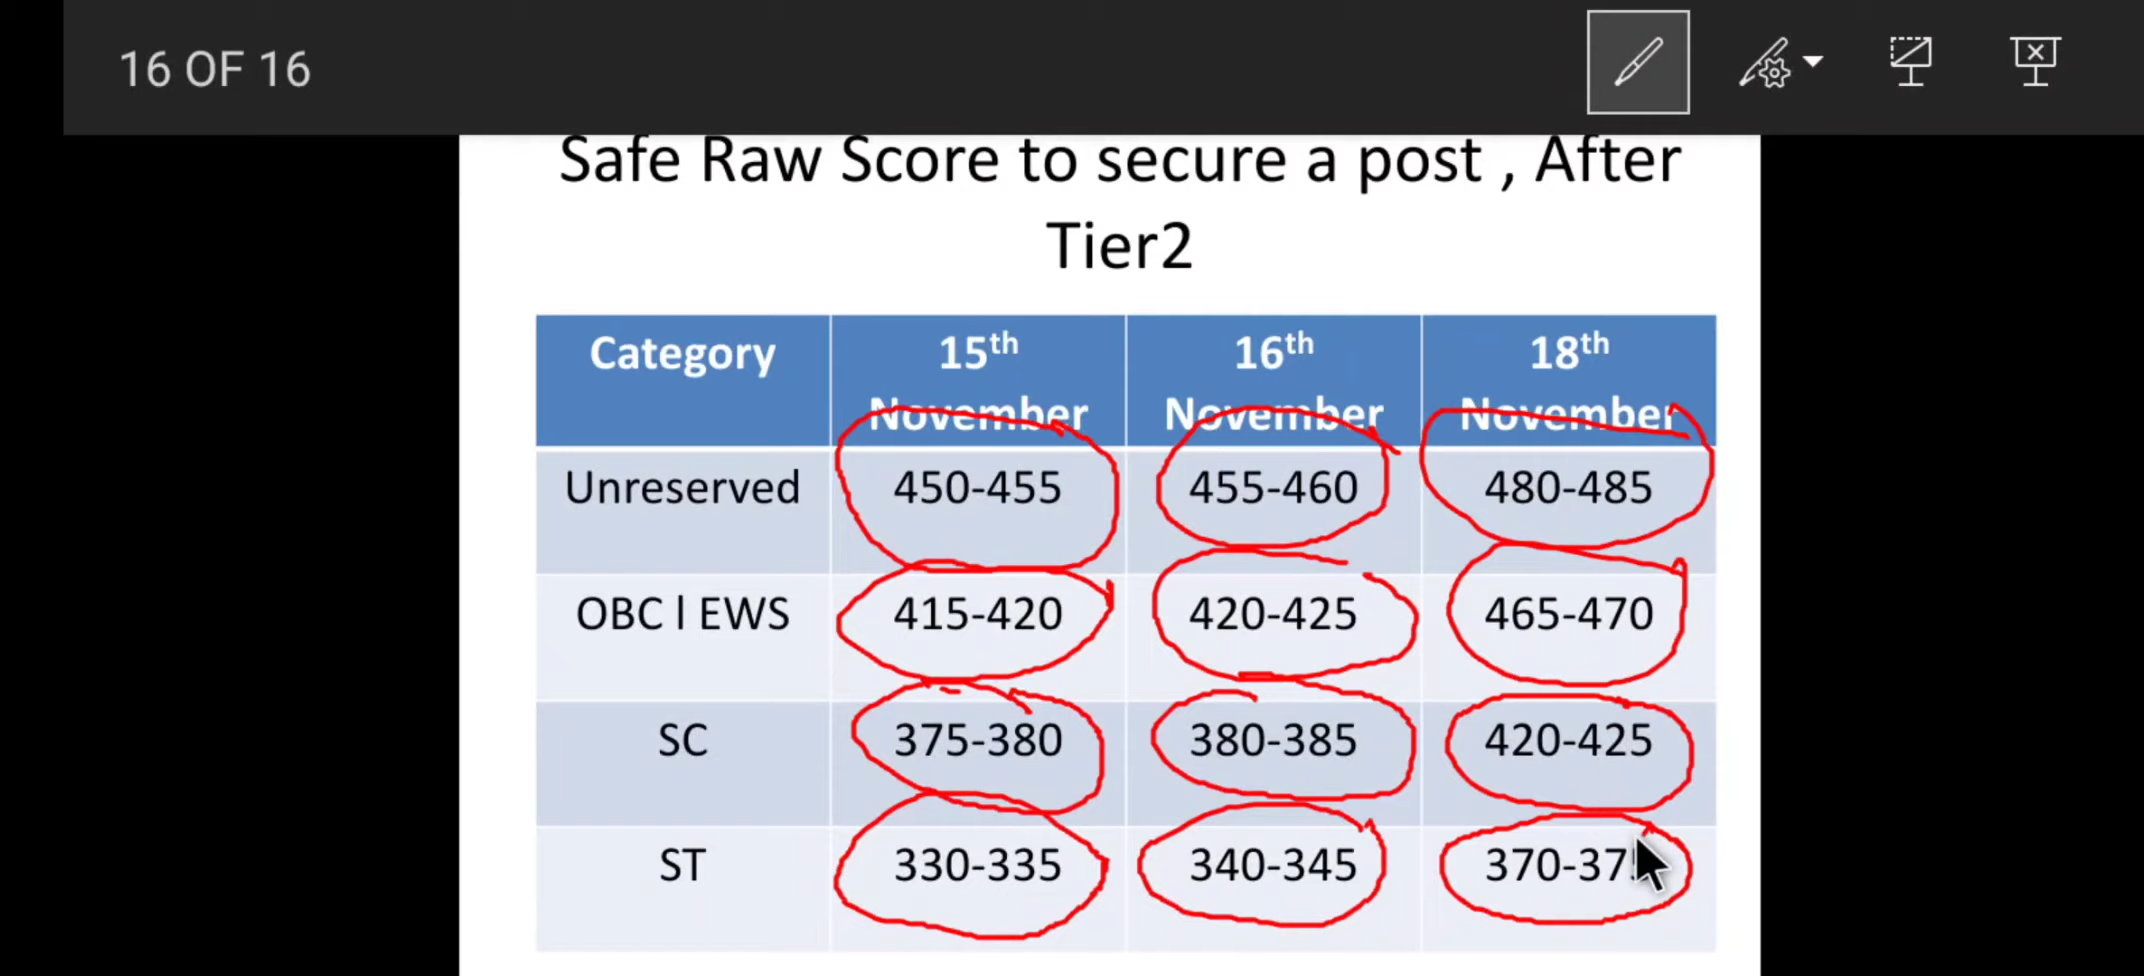 16 OF 16
Safe Raw Score to secure a post , After
Tier2
Category 15th November 16th November 18th November
Unreserved 450-455 455-460 480-485
OBC l EWS 415-420 420-425 465-470
SC 375-380 380-385 420-425
ST 330-335 340-345